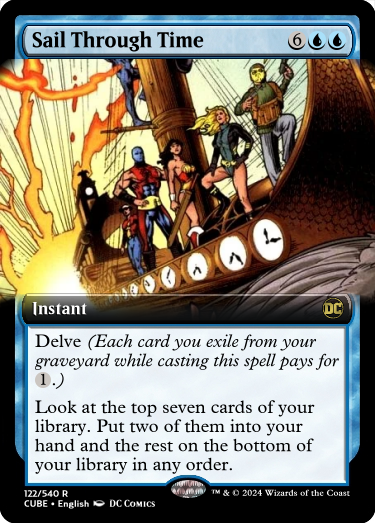 Sail Through Time 6
Instant DC
Delve (Each card you exile from your
graveyard while casting this spell pays for
1.)
Look at the top seven cards of your
library. Put two of them into your
hand and the rest on the bottom of
your library in any order.
122/540 R
CUBE • English DC COMICS
™ & © 2024 Wizards of the Coast